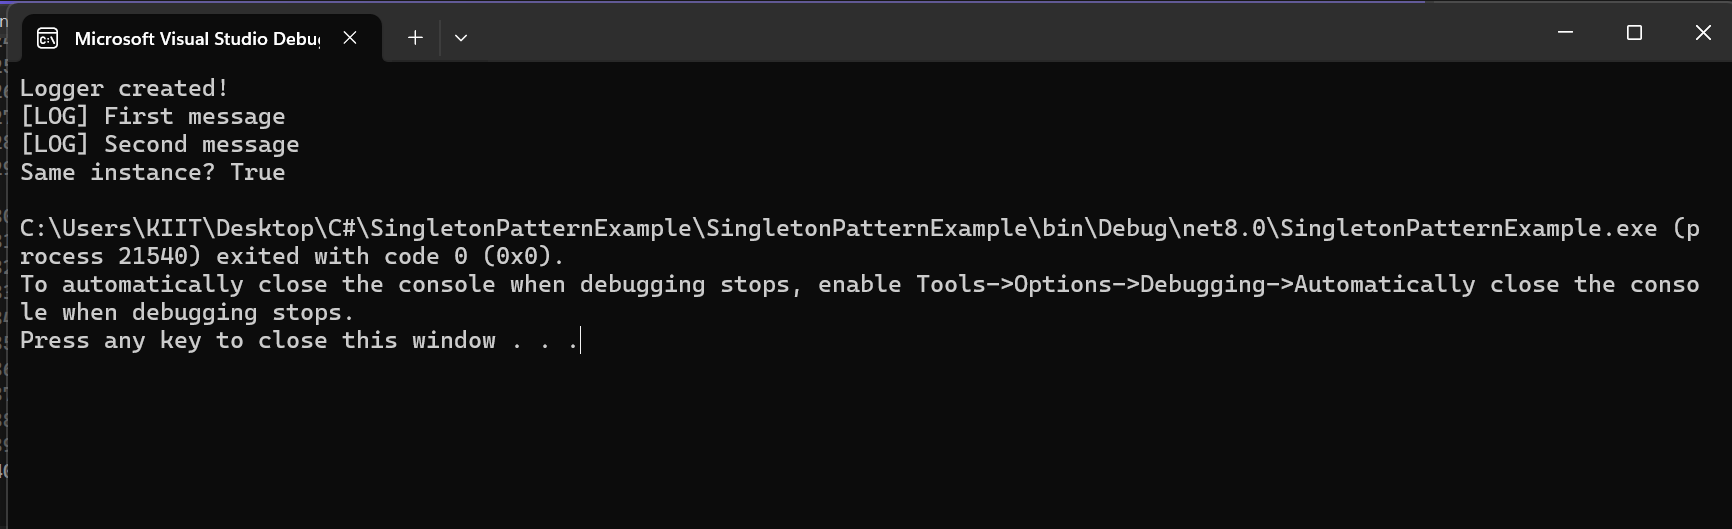 Microsoft Visual Studio Debu
Logger created!
[LOG] First message
[LOG] Second message
Same instance? True
C:\Users\KIIT\Desktop\C#\SingletonPatternExample\SingletonPatternExample\bin\Debug\net8.0\SingletonPatternExample.exe (p
rocess 21540) exited with code 0 (0x0).
To automatically close the console when debugging stops, enable Tools->Options->Debugging->Automatically close the conso
le when debugging stops.
Press any key to close this window . . .